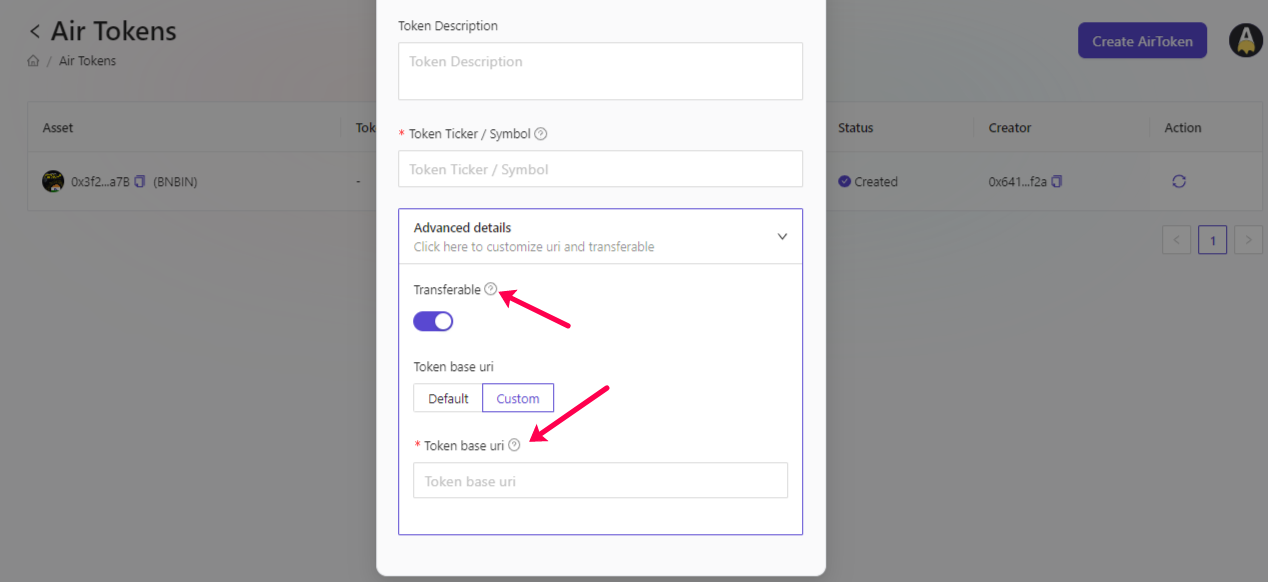 Air Tokens
/ Air Tokens
Create AirToken
Asset
Tok
Status
Creator
Action
0x3f2...a7B (BNBIN)
-
Created
0x641...f2a
< 1 >
Token Description
Token Description
* Token Ticker / Symbol ?
Token Ticker / Symbol
Advanced details
Click here to customize uri and transferable
Transferable ?
Token base uri
Default Custom
* Token base uri ?
Token base uri